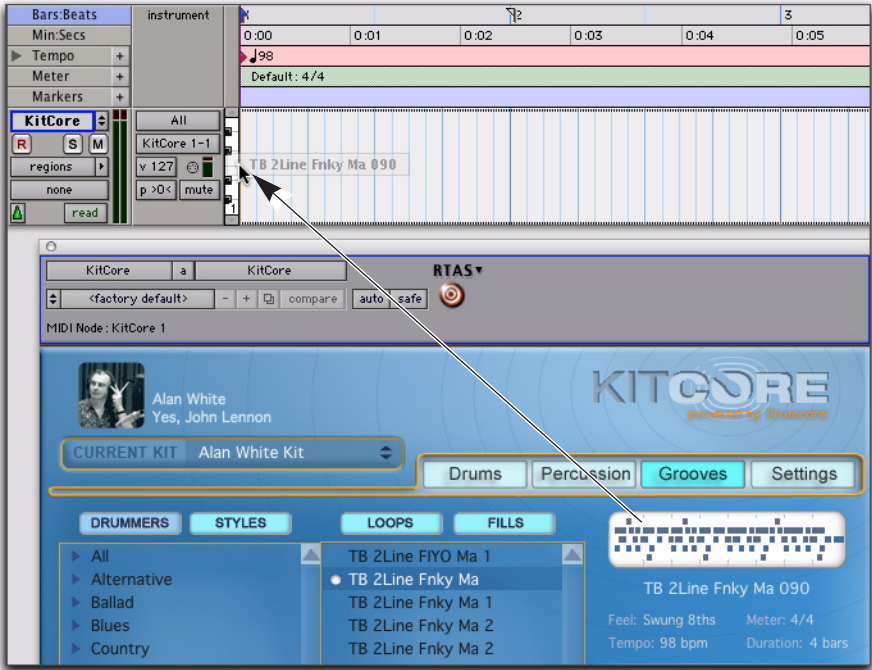 Bars:Beats instrument 2 3
Min:Secs 0:00 0:01 0:02 0:03 0:04 0:05
Tempo + 98
Meter + Default: 4/4
Markers +
KitCore All
R S M KitCore 1-1
regions v 127
none p >0< mute
read 1
TB 2Line Fnky Ma 090
KitCore a KitCore RTAS
<factory default> - + compare auto safe
MIDI Node : KitCore 1
Alan White
Yes, John Lennon
KITCORE
powered by Drumcore
CURRENT KIT Alan White Kit
Drums Percussion Grooves Settings
DRUMMERS STYLES LOOPS FILLS
All
Alternative
Ballad
Blues
Country
TB 2Line FIYO Ma 1
TB 2Line Fnky Ma
TB 2Line Fnky Ma 1
TB 2Line Fnky Ma 2
TB 2Line Fnky Ma 2
TB 2Line Fnky Ma 090
Feel: Swung 8ths Meter: 4/4
Tempo: 98 bpm Duration: 4 bars